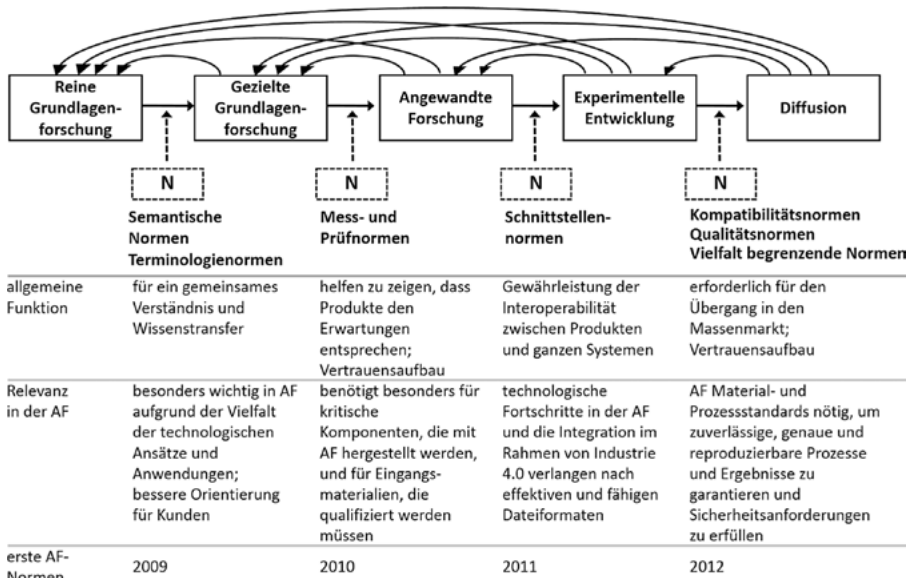 Reine
Grundlagen-
forschung
Gezielte
Grundlagen-
forschung
Angewandte
Forschung
Experimentelle
Entwicklung
Diffusion
N
N
N
N
Semantische
Normen
Terminologienormen
Mess- und
Prüfnormen
Schnittstellen-
normen
Kompatibilitätsnormen
Qualitätsnormen
Vielfalt begrenzende Normen
allgemeine
Funktion
für ein gemeinsames
Verständnis und
Wissenstransfer
helfen zu zeigen, dass
Produkte den
Erwartungen
entsprechen;
Vertrauensaufbau
Gewährleistung der
Interoperabilität
zwischen Produkten
und ganzen Systemen
erforderlich für den
Übergang in den
Massenmarkt;
Vertrauensaufbau
Relevanz
in der AF
besonders wichtig in AF
aufgrund der Vielfalt
der technologischen
Ansätze und
Anwendungen;
bessere Orientierung
für Kunden
benötigt besonders für
kritische
Komponenten, die mit
AF hergestellt werden,
und für Eingangs-
materialien, die
qualifiziert werden
müssen
technologische
Fortschritte in der AF
und die Integration im
Rahmen von Industrie
4.0 verlangen nach
effektiven und fähigen
Dateiformaten
AF Material- und
Prozessstandards nötig, um
zuverlässige, genaue und
reproduzierbare Prozesse
und Ergebnisse zu
garantieren und
Sicherheitsanforderungen
zu erfüllen
erste AF-
Normen
2009
2010
2011
2012